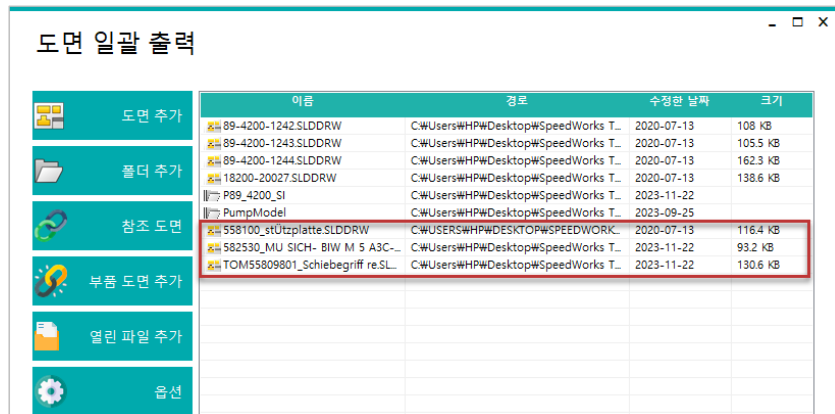 도면 일괄 출력
도면 추가
폴더 추가
참조 도면
부품 도면 추가
열린 파일 추가
옵션
이름 경로 수정한 날짜 크기
89-4200-1242.SLDDRW C:₩Users₩HP₩Desktop₩SpeedWorks T... 2020-07-13 108 KB
89-4200-1243.SLDDRW C:₩Users₩HP₩Desktop₩SpeedWorks T... 2020-07-13 105.5 KB
89-4200-1244.SLDDRW C:₩Users₩HP₩Desktop₩SpeedWorks T... 2020-07-13 162.3 KB
18200-20027.SLDDRW C:₩Users₩HP₩Desktop₩SpeedWorks T... 2020-07-13 138.6 KB
P89_4200_SI C:₩Users₩HP₩Desktop₩SpeedWorks T... 2023-11-22
PumpModel C:₩Users₩HP₩Desktop₩SpeedWorks T... 2023-09-25
558100_stÜtzplatte.SLDDRW C:₩USERS₩HP₩DESKTOP₩SPEEDWORK... 2020-07-13 116.4 KB
582530_MU SICH- BIW M 5 A3C-... C:₩Users₩HP₩Desktop₩SpeedWorks T... 2023-11-22 93.2 KB
TOM55809801_Schiebegriff re.SL... C:₩Users₩HP₩Desktop₩SpeedWorks T... 2023-11-22 130.6 KB